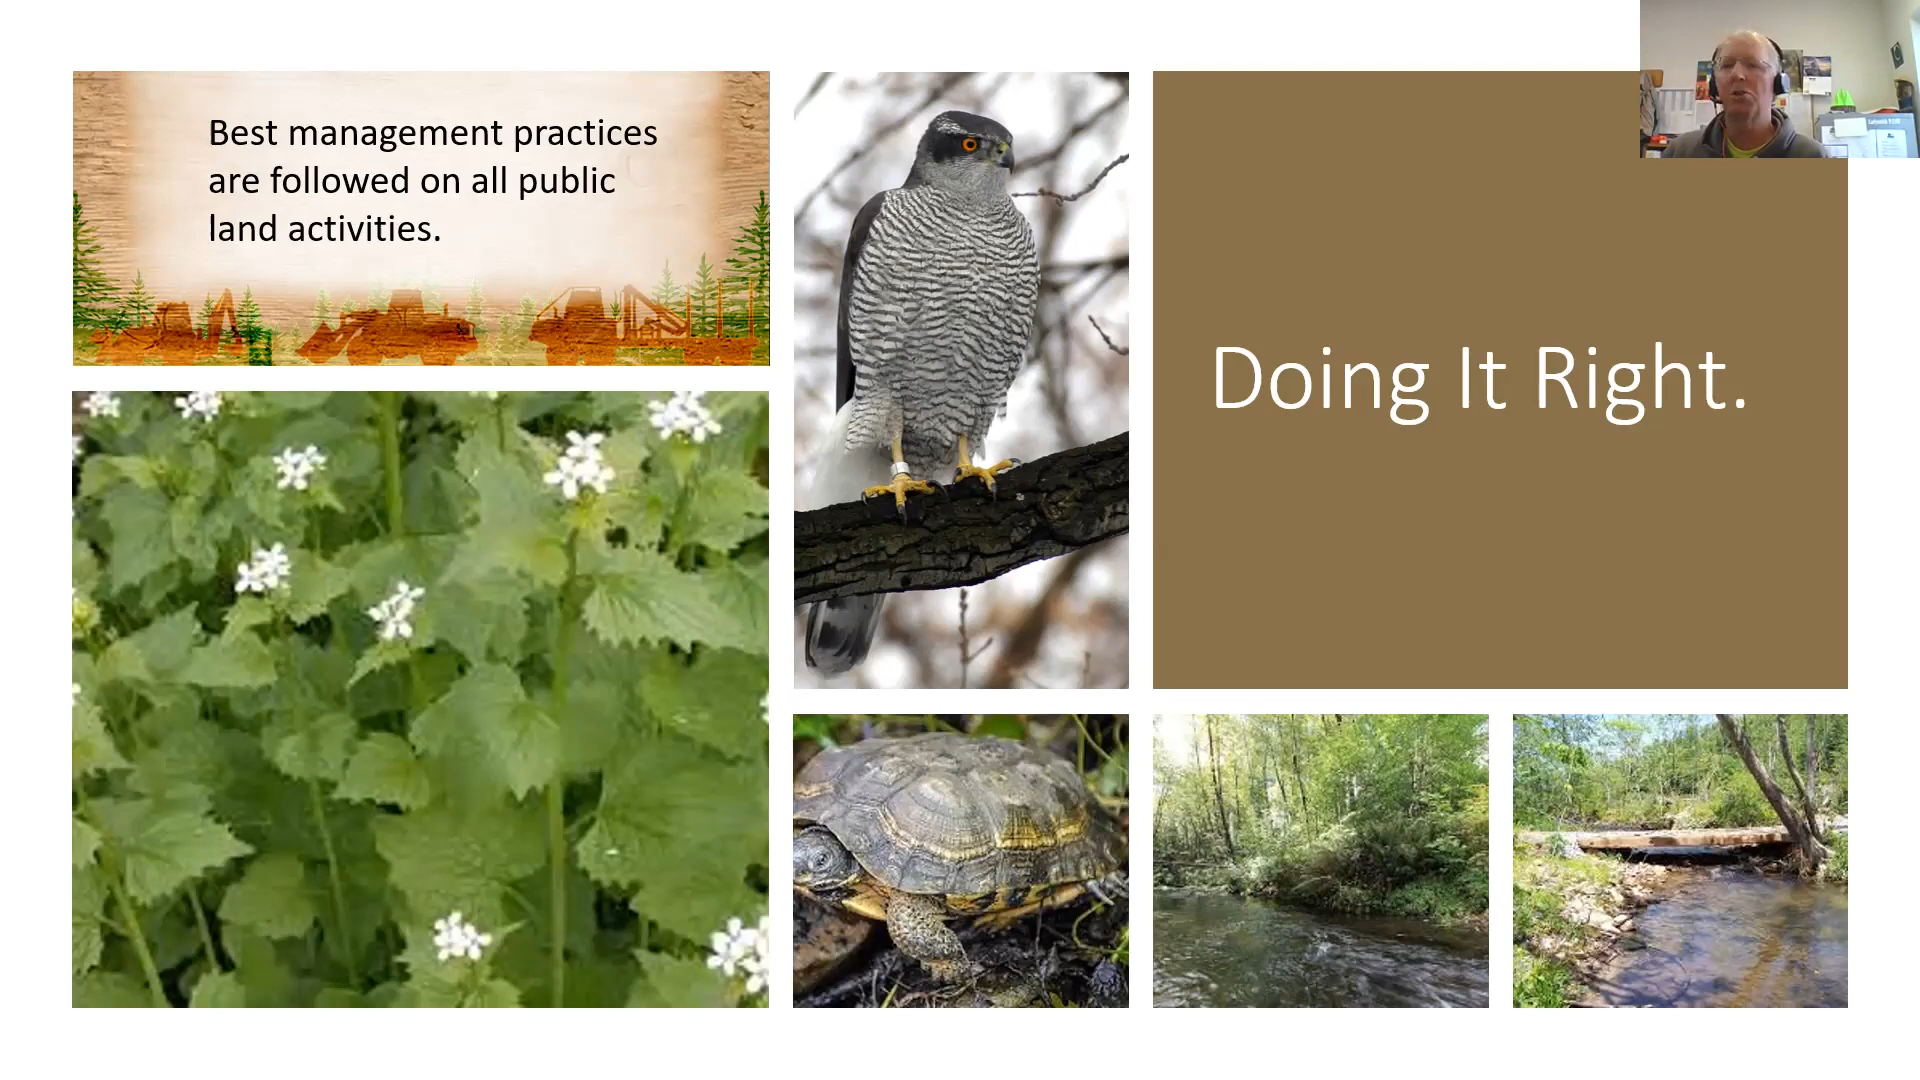 Best management practices
are followed on all public
land activities.
Doing It Right.